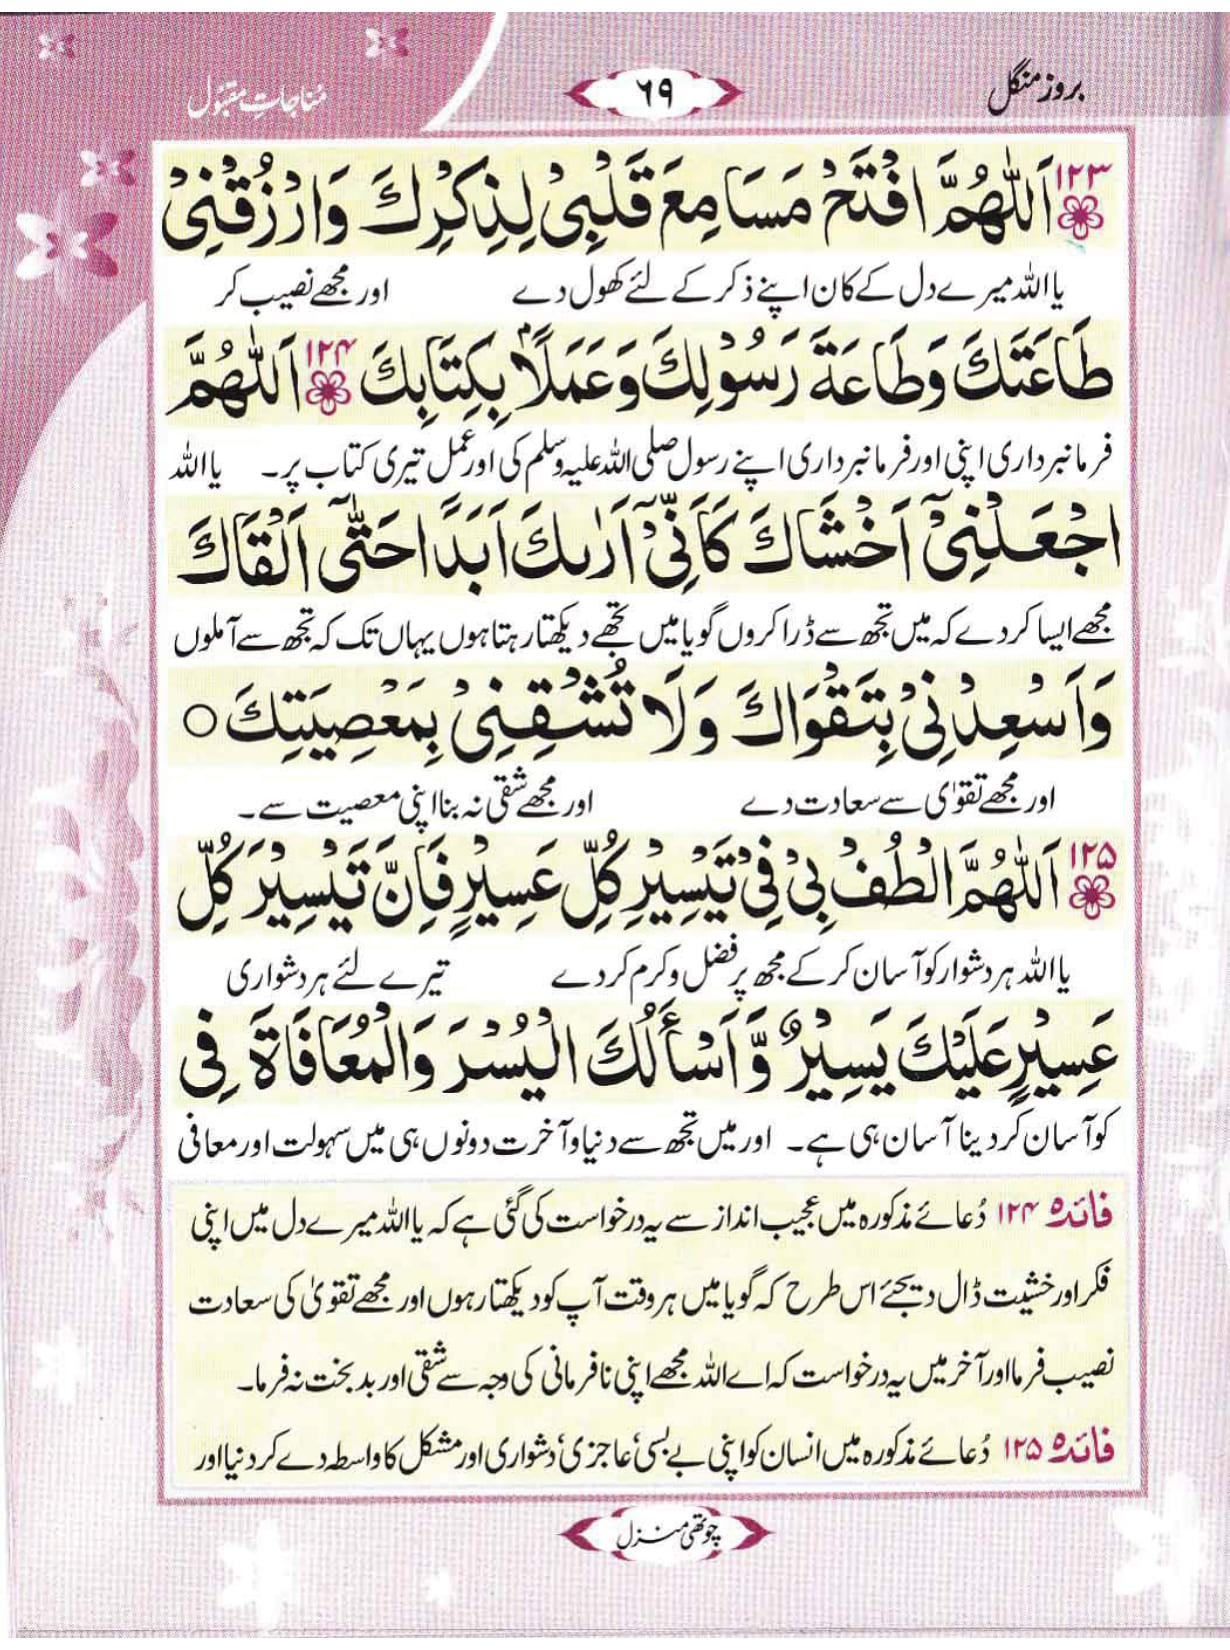 بروز منگل
۶۹
مناجاتِ مقبول
۱۲۳ اَللّٰهُمَّ افْتَحْ مَسَامِعَ قَلْبِيْ لِذِكْرِكَ وَارْزُقْنِيْ
یا اللہ میرے دل کے کان اپنے ذکر کے لئے کھول دے اور مجھے نصیب کر
طَاعَتَكَ وَطَاعَةَ رَسُوْلِكَ وَعَمَلًاۢ بِكِتَابِكَ ۱۲۴ اَللّٰهُمَّ
فرمانبرداری اپنی اور فرمانبرداری اپنے رسول صلی اللہ علیہ وسلم کی اور عمل تیری کتاب پر۔ یا اللہ
اجْعَلْنِيْٓ اَخْشَاكَ كَاَنِّيْٓ اَرٰىكَ اَبَدًا حَتّٰٓى اَلْقَاكَ
مجھے ایسا کردے کہ میں تجھ سے ڈرا کروں گویا میں تجھے دیکھتا رہتا ہوں یہاں تک کہ تجھ سے آملوں
وَاَسْعِدْنِيْ بِتَقْوَاكَ وَلَا تُشْقِنِيْ بِمَعْصِيَتِكَ ○
اور مجھے تقوٰی سے سعادت دے اور مجھے شقی نہ بنا اپنی معصیت سے۔
۱۲۵ اَللّٰهُمَّ الْطُفْ بِيْ فِيْ تَيْسِيْرِ كُلِّ عَسِيْرٍ فَاِنَّ تَيْسِيْرَ كُلِّ
یا اللہ ہر دشوار کو آسان کر کے مجھ پر فضل و کرم کردے تیرے لئے ہر دشواری
عَسِيْرٍ عَلَيْكَ يَسِيْرٌ وَّاَسْأَلُكَ الْيُسْرَ وَالْمُعَافَاةَ فِي
کو آسان کردینا آسان ہی ہے۔ اور میں تجھ سے دنیا و آخرت دونوں ہی میں سہولت اور معافی
فائدہ ۱۲۴ دُعائے مذکورہ میں عجیب انداز سے یہ درخواست کی گئی ہے کہ یا اللہ میرے دل میں اپنی
فکر اور خشیت ڈال دیجئے اس طرح کہ گویا میں ہر وقت آپ کو دیکھتا رہوں اور مجھے تقویٰ کی سعادت
نصیب فرما اور آخر میں یہ درخواست کہ اے اللہ مجھے اپنی نافرمانی کی وجہ سے شقی اور بدبخت نہ فرما۔
فائدہ ۱۲۵ دُعائے مذکورہ میں انسان کو اپنی بے بسی، عاجزی، دشواری اور مشکل کا واسطہ دے کر دنیا اور
چوتھی منزل